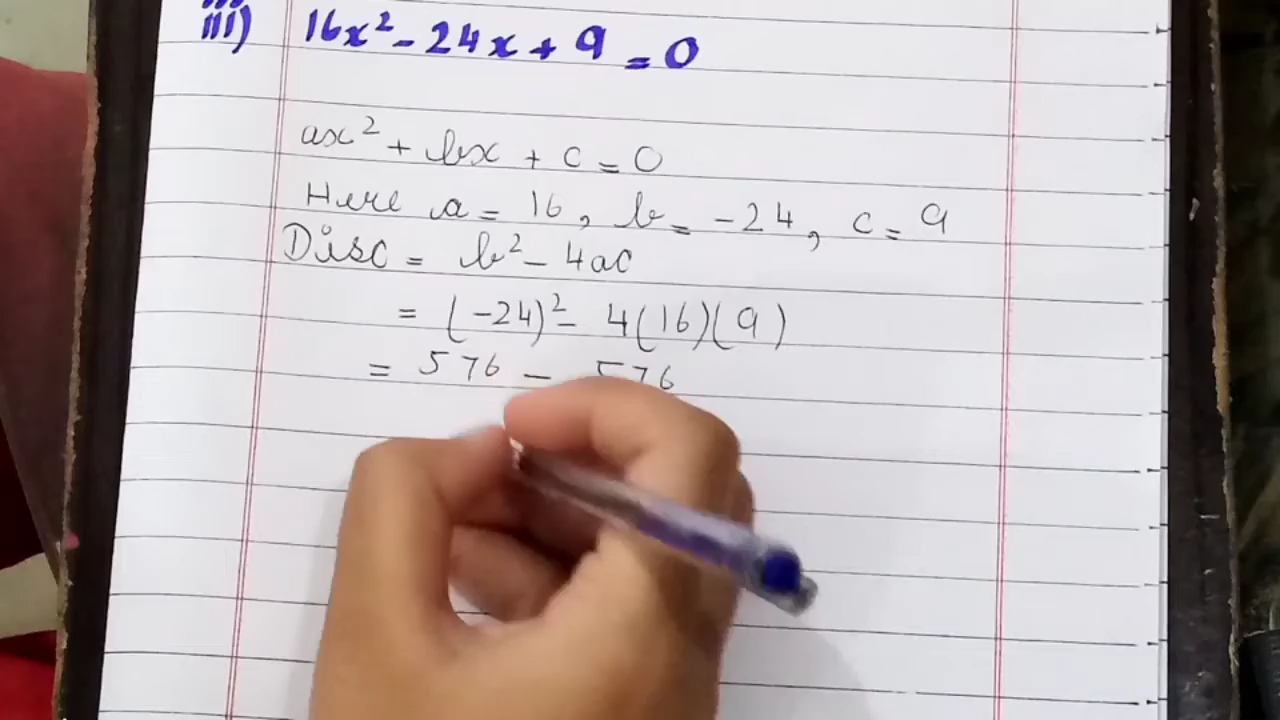 iii) 16x² - 24x + 9 = 0
ax² + bx + c = 0
Here a = 16, b = -24, c = 9
Disc = b² - 4ac
= (-24)² - 4(16)(9)
= 576 - 576